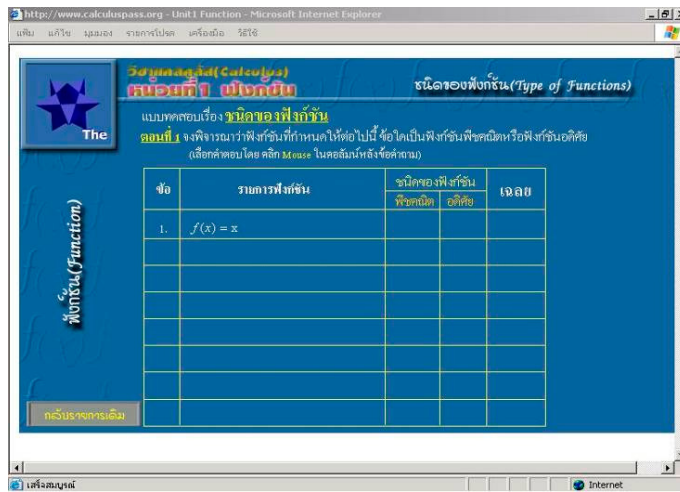 http://www.calculuspass.org - Unit1 Function - Microsoft Internet Explorer
แฟ้ม แก้ไข มุมมอง รายการโปรด เครื่องมือ วิธีใช้
วิชาแคลคูลัส(Calculus)
หน่วยที่1 ฟังก์ชัน
ชนิดของฟังก์ชัน(Type of Functions)
The
แบบทดสอบเรื่อง ชนิดของฟังก์ชัน
ตอนที่ 1 จงพิจารณาว่าฟังก์ชันที่กำหนดให้ต่อไปนี้ ข้อใดเป็นฟังก์ชันพีชคณิตหรือฟังก์ชันอดิศัย
(เลือกคำตอบโดย คลิก Mouse ในคอลัมน์หลังข้อคำถาม)
ข้อ รายการฟังก์ชัน ชนิดของฟังก์ชัน เฉลย
พีชคณิต อดิศัย
1. f(x) = x
ฟังก์ชัน(Function)
กลับรายการเดิม
เสร็จสมบูรณ์ Internet